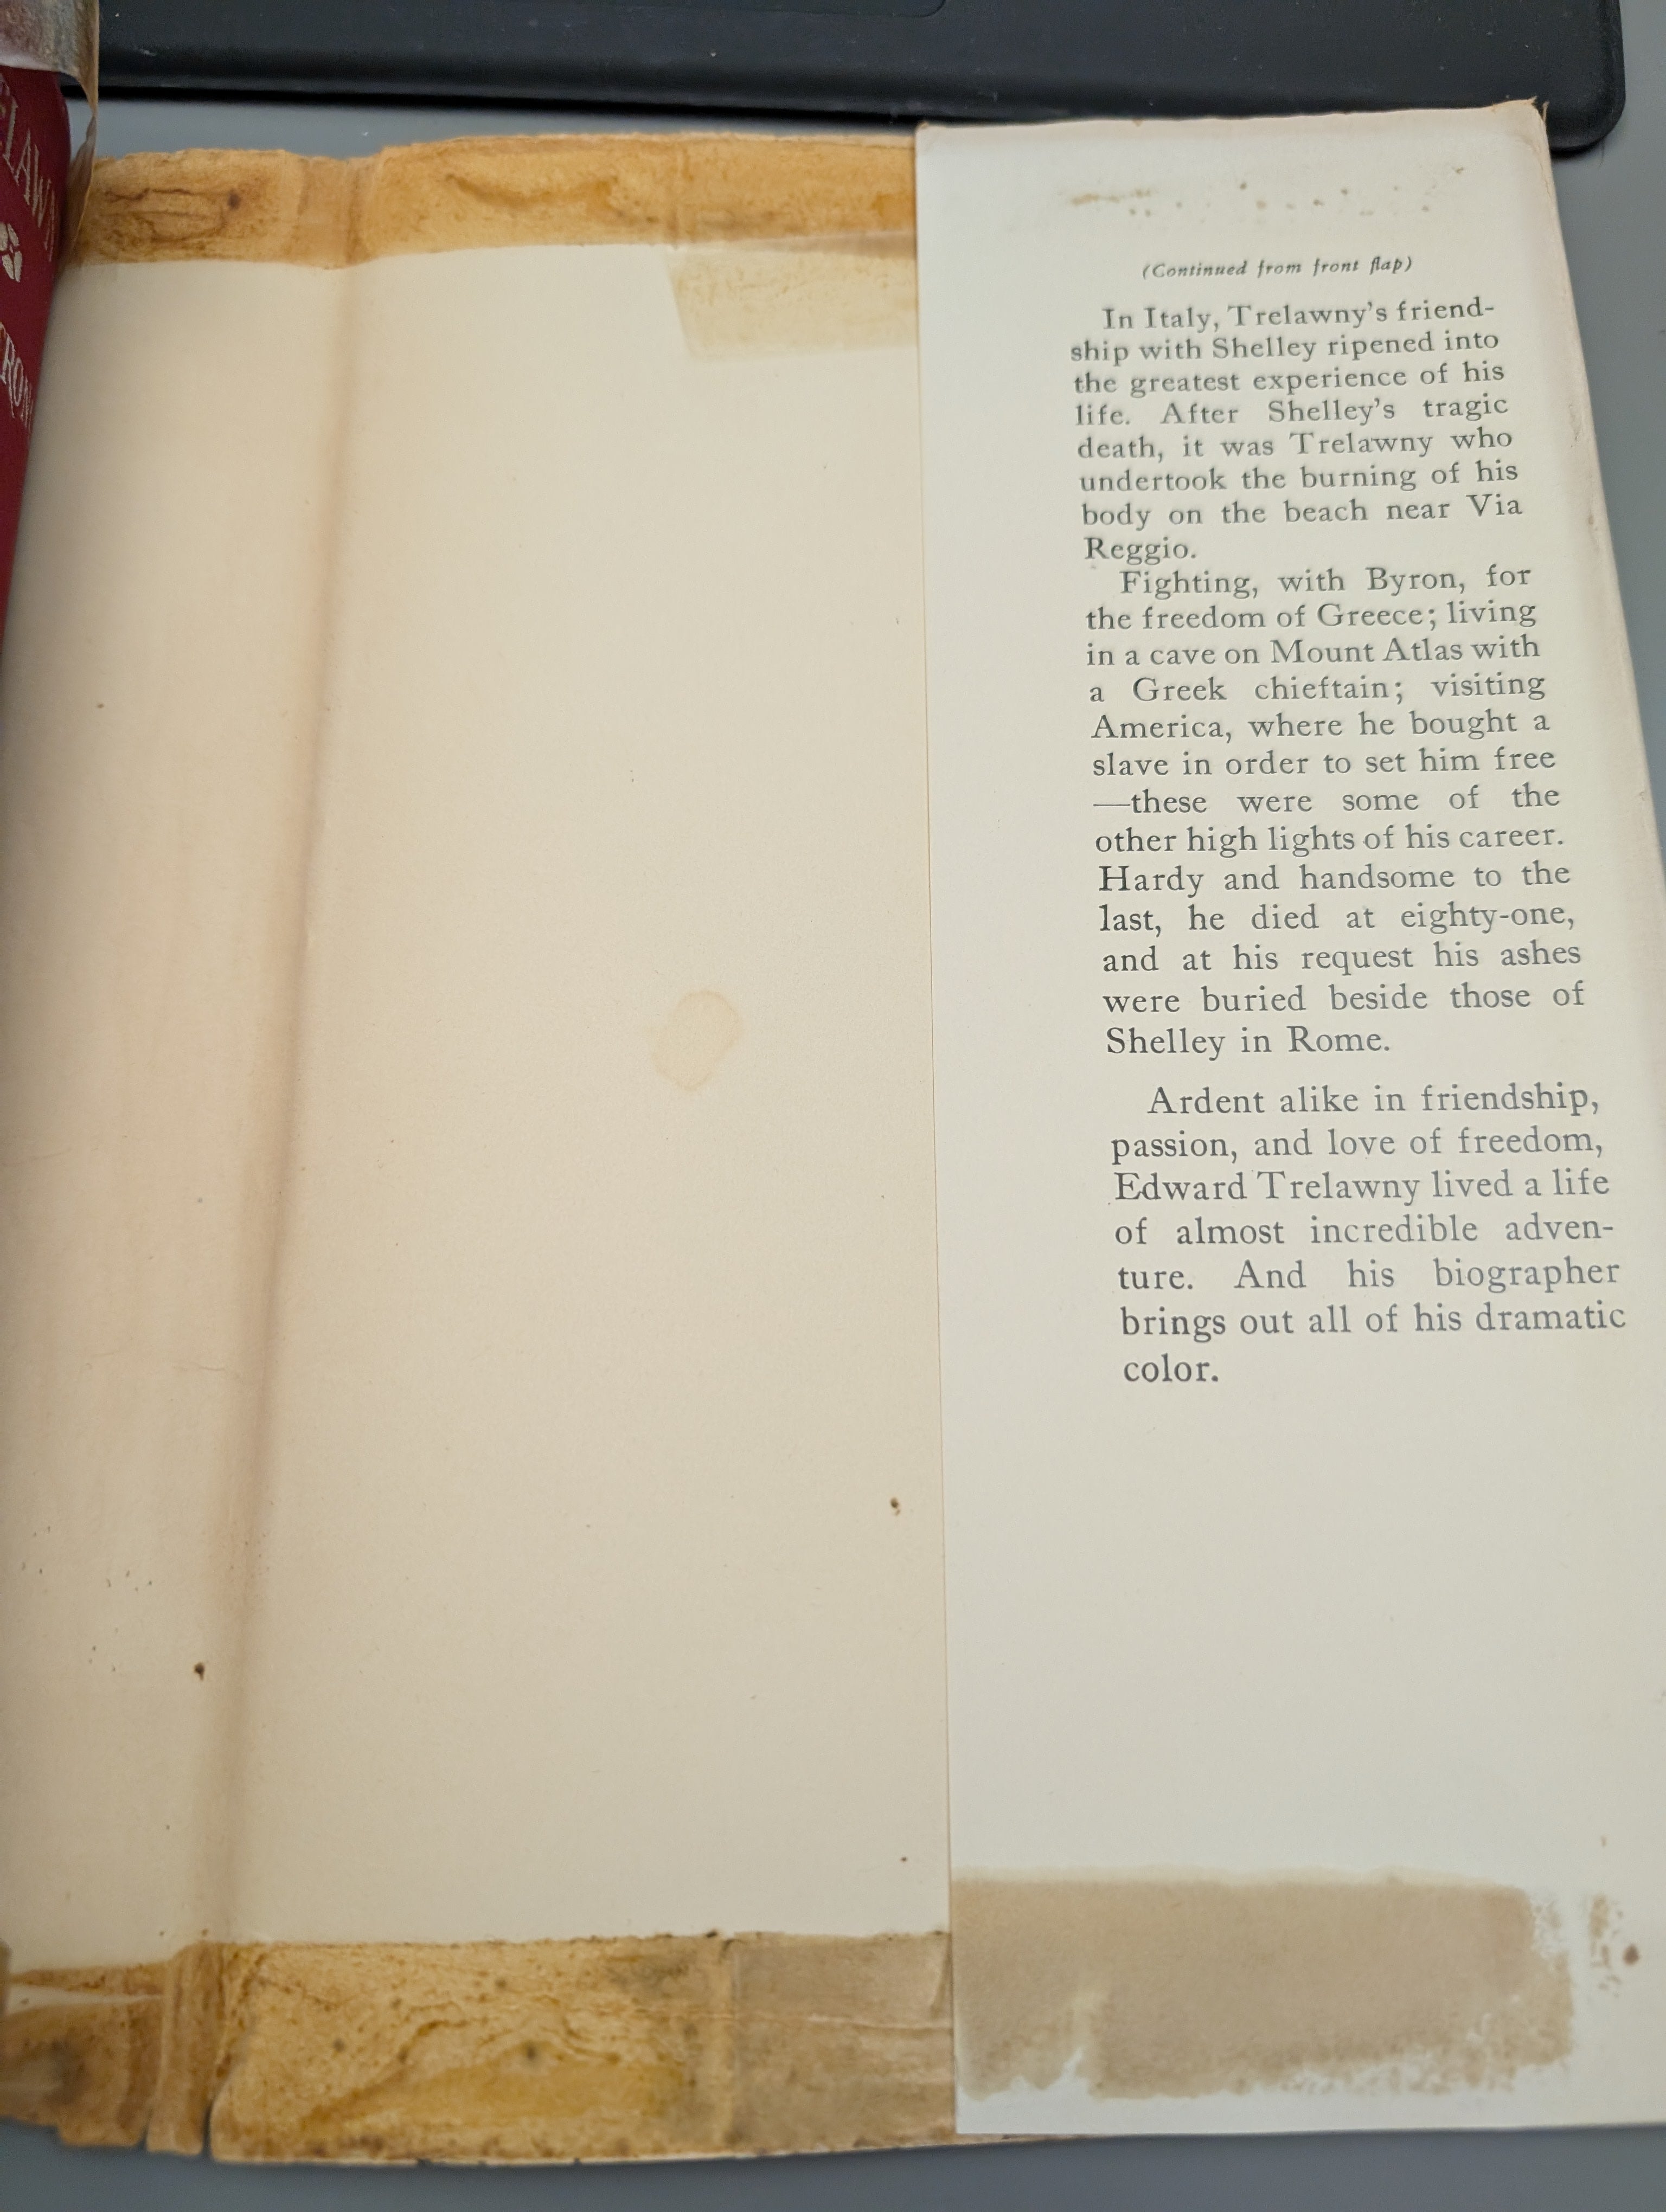 (Continued from front flap)
In Italy, Trelawny's friend-
ship with Shelley ripened into
the greatest experience of his
life. After Shelley's tragic
death, it was Trelawny who
undertook the burning of his
body on the beach near Via
Reggio.
Fighting, with Byron, for
the freedom of Greece; living
in a cave on Mount Atlas with
a Greek chieftain; visiting
America, where he bought a
slave in order to set him free
—these were some of the
other high lights of his career.
Hardy and handsome to the
last, he died at eighty-one,
and at his request his ashes
were buried beside those of
Shelley in Rome.
Ardent alike in friendship,
passion, and love of freedom,
Edward Trelawny lived a life
of almost incredible adven-
ture. And his biographer
brings out all of his dramatic
color.